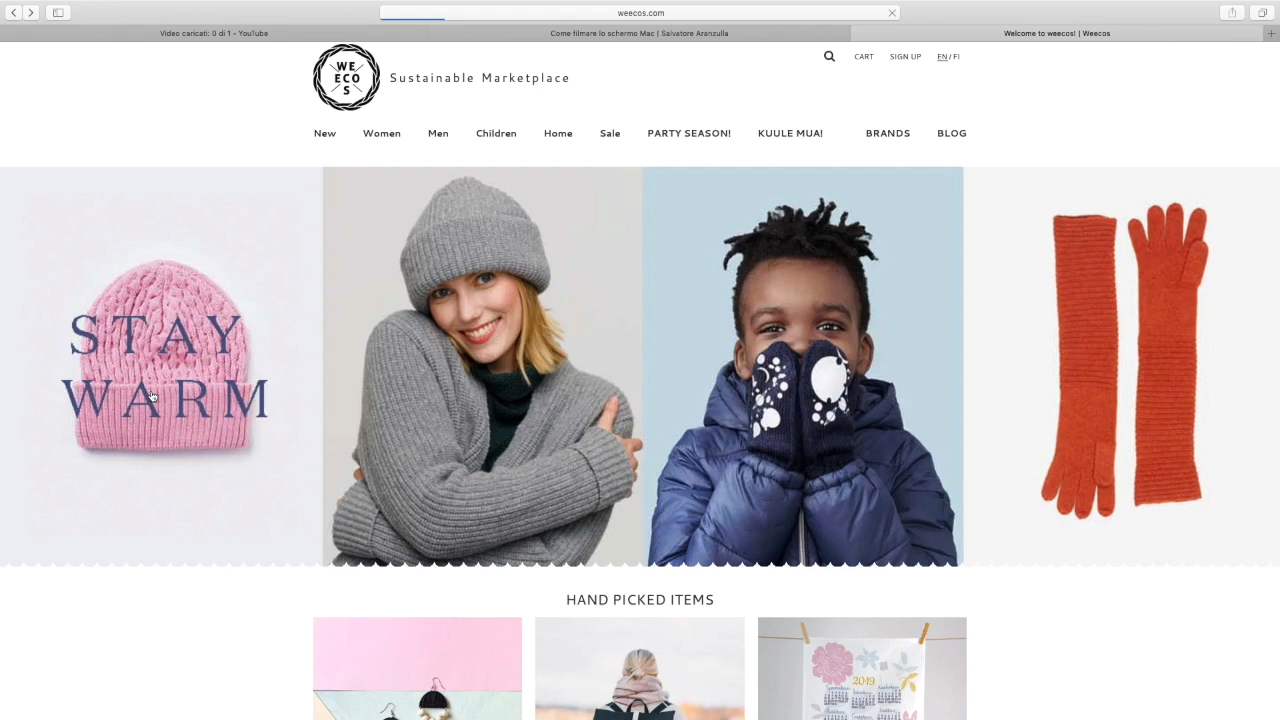 weecos.com
Video caricati: 0 di 1 - YouTube
Come filmare lo schermo Mac | Salvatore Aranzulla
Welcome to weecos! | Weecos
WE
ECO
S
Sustainable Marketplace
CART
SIGN UP
EN / FI
New
Women
Men
Children
Home
Sale
PARTY SEASON!
KUULE MUA!
BRANDS
BLOG
STAY
WARM
HAND PICKED ITEMS
2019